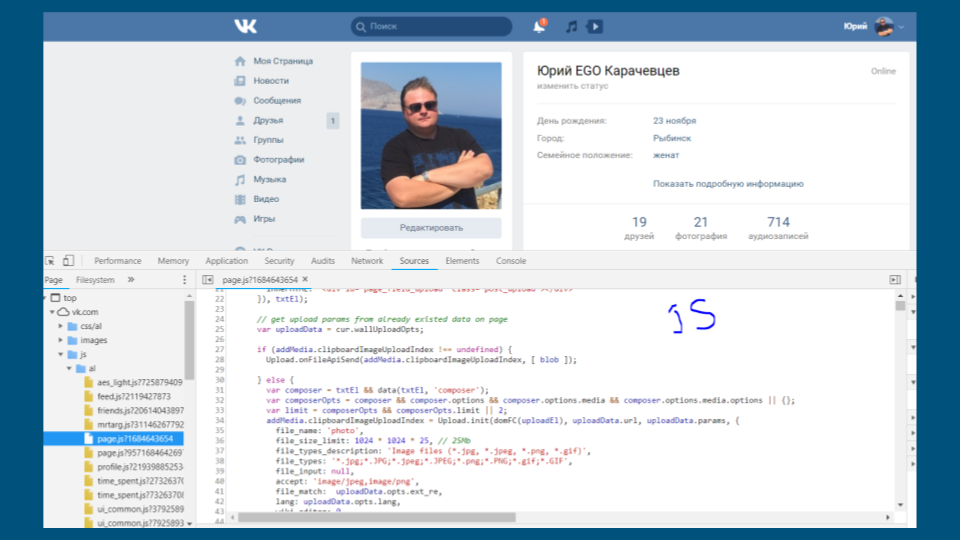 Поиск
1
Юрий
Моя Страница
Новости
Сообщения
Друзья
1
Группы
Фотографии
Музыка
Видео
Игры
Редактировать
Юрий EGO Карачевцев
Online
изменить статус
День рождения: 23 ноября
Город: Рыбинск
Семейное положение: женат
Показать подробную информацию
19 друзей
21 фотография
714 аудиозаписей
Performance Memory Application Security Audits Network Sources Elements Console
Page Filesystem »
page.js?1684643654 ×
top
vk.com
css/al
images
js
al
aes_light.js?725879409
feed.js?2119427873
friends.js?20614043897
mrtarg.js?31146267792
page.js?1684643654
page.js?957168464269
profile.js?21939885253
time_spent.js?2732637
time_spent.js?7326370
ui_common.js?3792589
ui_common.js?7925893
22 }), txtEl);
23
24 // get upload params from already existed data on page
25 var uploadData = cur.wallUploadOpts;
26
27 if (addMedia.clipboardImageUploadIndex !== undefined) {
28 Upload.onFileApiSend(addMedia.clipboardImageUploadIndex, [ blob ]);
29
30 } else {
31 var composer = txtEl && data(txtEl, 'composer');
32 var composerOpts = composer && composer.options && composer.options.media && composer.options.media.options || {};
33 var limit = composerOpts && composerOpts.limit || 2;
34 addMedia.clipboardImageUploadIndex = Upload.init(domFC(uploadEl), uploadData.url, uploadData.params, {
35 file_name: 'photo',
36 file_size_limit: 1024 * 1024 * 25, // 25Mb
37 file_types_description: 'Image files (*.jpg, *.jpeg, *.png, *.gif)',
38 file_types: '*.jpg;*.JPG;*.jpeg;*.JPEG;*.png;*.PNG;*.gif;*.GIF',
39 file_input: null,
40 accept: 'image/jpeg,image/png',
41 file_match: uploadData.opts.ext_re,
42 lang: uploadData.opts.lang,
43
44
JS